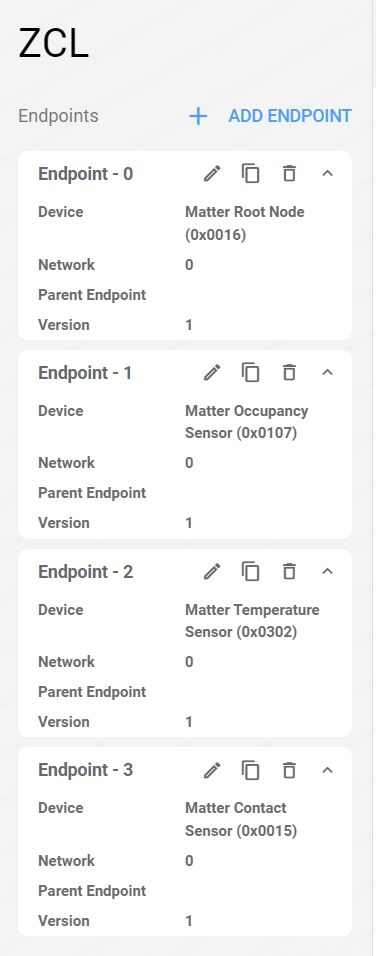 ZCL
Endpoints + ADD ENDPOINT
Endpoint - 0
Device Matter Root Node
(0x0016)
Network 0
Parent Endpoint
Version 1
Endpoint - 1
Device Matter Occupancy
Sensor (0x0107)
Network 0
Parent Endpoint
Version 1
Endpoint - 2
Device Matter Temperature
Sensor (0x0302)
Network 0
Parent Endpoint
Version 1
Endpoint - 3
Device Matter Contact
Sensor (0x0015)
Network 0
Parent Endpoint
Version 1